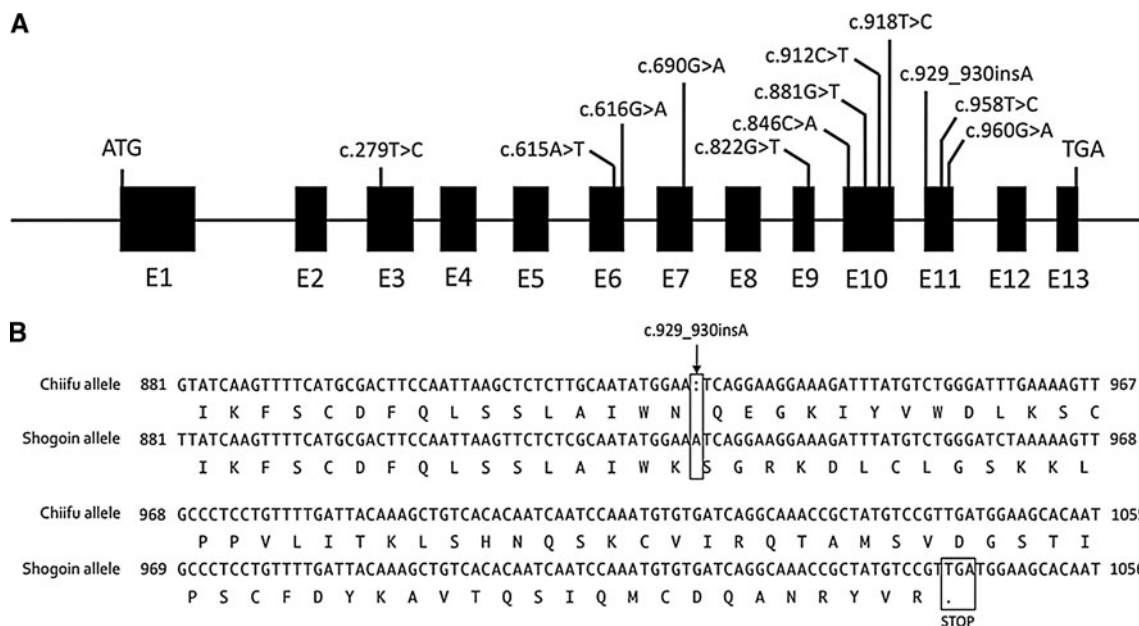 A
c.918T>C
c.912C>T
c.690G>A
c.929_930insA
c.881G>T
c.616G>A
c.958T>C
c.846C>A
c.960G>A
ATG
c.279T>C
c.615A>T
c.822G>T
TGA
E1 E2 E3 E4 E5 E6 E7 E8 E9 E10 E11 E12 E13
B
c.929_930insA
Chiifu allele 881 GTATCAAGTTTTCATGCGACTTCCAATTAAGCTCTCTTGCAATATGGAA:TCAGGAAGGAAAGATTTATGTCTGGGATTTGAAAAGTT 967
I K F S C D F Q L S S L A I W N Q E G K I Y V W D L K S C
Shogoin allele 881 TTATCAAGTTTTCATGCGACTTCCAATTAAGTTCTCTCGCAATATGGAAATCAGGAAGGAAAGATTTATGTCTGGGATCTAAAAAGTT 968
I K F S C D F Q L S S L A I W K S G R K D L C L G S K K L
Chiifu allele 968 GCCCTCCTGTTTTGATTACAAAGCTGTCACACAATCAATCCAAATGTGTGATCAGGCAAACCGCTATGTCCGTTGATGGAAGCACAAT 1055
P P V L I T K L S H N Q S K C V I R Q T A M S V D G S T I
Shogoin allele 969 GCCCTCCTGTTTTGATTACAAAGCTGTCACACAATCAATCCAAATGTGTGATCAGGCAAACCGCTATGTCCGTTGATGGAAGCACAAT 1056
P S C F D Y K A V T Q S I Q M C D Q A N R Y V R .
STOP